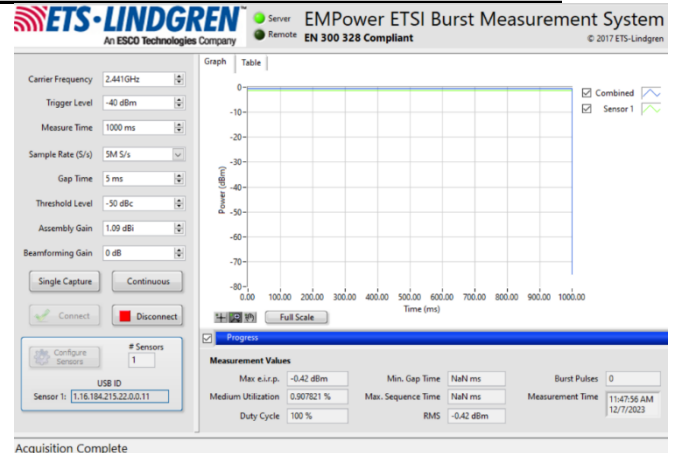 ETS·LINDGREN™
An ESCO Technologies Company
Server
Remote
EMPower ETSI Burst Measurement System
EN 300 328 Compliant
© 2017 ETS-Lindgren
Carrier Frequency 2.441GHz
Trigger Level -40 dBm
Measure Time 1000 ms
Sample Rate (S/s) 5M S/s
Gap Time 5 ms
Threshold Level -50 dBc
Assembly Gain 1.09 dBi
Beamforming Gain 0 dB
Single Capture Continuous
Connect Disconnect
Configure Sensors
# Sensors
1
USB ID
Sensor 1: 1.16.184.215.22.0.0.11
Graph Table
Power (dBm)
0
-10
-20
-30
-40
-50
-60
-70
-80
0.00 100.00 200.00 300.00 400.00 500.00 600.00 700.00 800.00 900.00 1000.00
Time (ms)
Combined
Sensor 1
Full Scale
Progress
Measurement Values
Max e.i.r.p. -0.42 dBm Min. Gap Time NaN ms Burst Pulses 0
Medium Utilization 0.907821 % Max. Sequence Time NaN ms Measurement Time 11:47:56 AM
12/7/2023
Duty Cycle 100 % RMS -0.42 dBm
Acquisition Complete